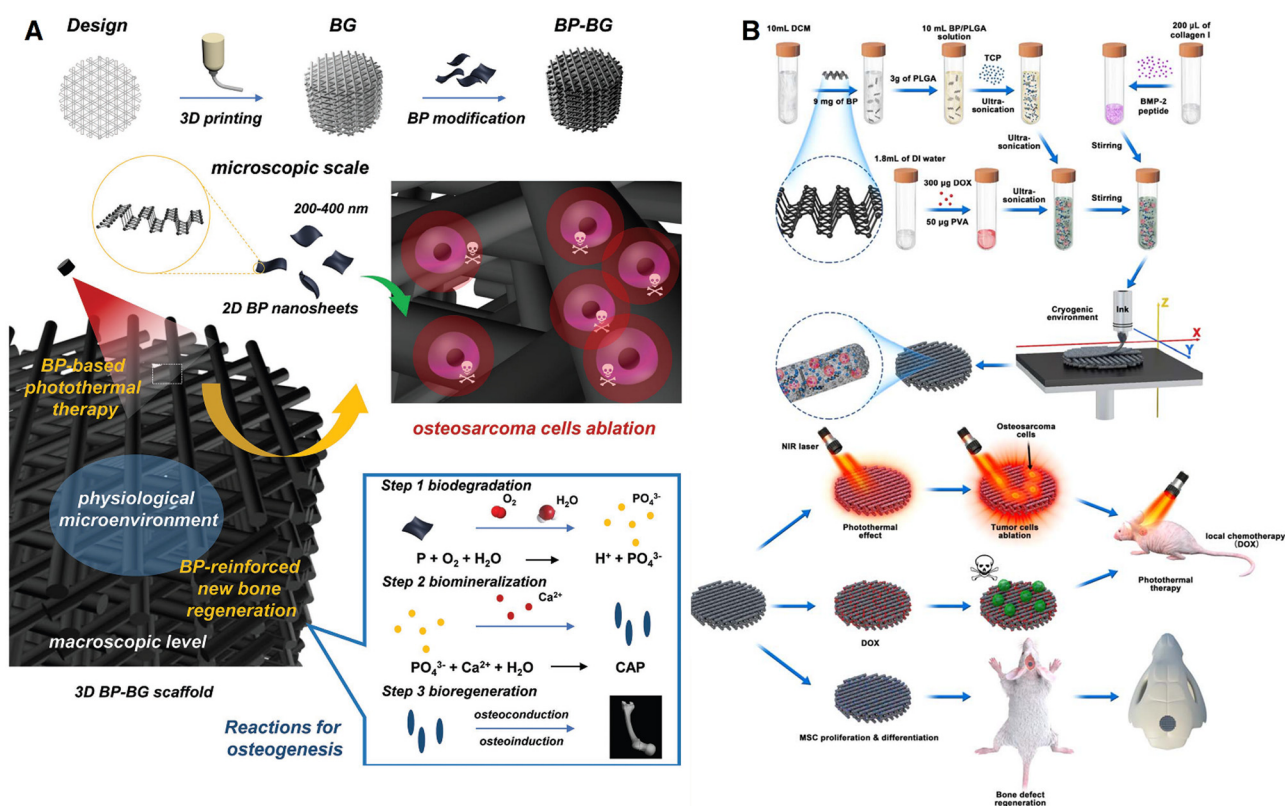 A
Design
BG
BP-BG
3D printing
BP modification
microscopic scale
200-400 nm
2D BP nanosheets
BP-based
photothermal
therapy
osteosarcoma cells ablation
physiological
microenvironment
BP-reinforced
new bone
regeneration
macroscopic level
3D BP-BG scaffold
Reactions for
osteogenesis
Step 1 biodegradation
O₂
H₂O
PO₄³⁻
P + O₂ + H₂O
H⁺ + PO₄³⁻
Step 2 biomineralization
Ca²⁺
PO₄³⁻ + Ca²⁺ + H₂O
CAP
Step 3 bioregeneration
osteoconduction
osteoinduction
B
10mL DCM
9 mg of BP
3g of PLGA
10 mL BP/PLGA
solution
TCP
Ultra-
sonication
200 μL of
collagen I
BMP-2
peptide
Ultra-
sonication
Stirring
1.8mL of DI water
300 μg DOX
50 μg PVA
Ultra-
sonication
Stirring
Cryogenic
environment
Ink
Z
X
Y
NIR laser
Photothermal
effect
Osteosarcoma
cells
Tumor cells
ablation
local chemotherapy
(DOX)
Photothermal
therapy
DOX
MSC proliferation & differentiation
Bone defect
regeneration